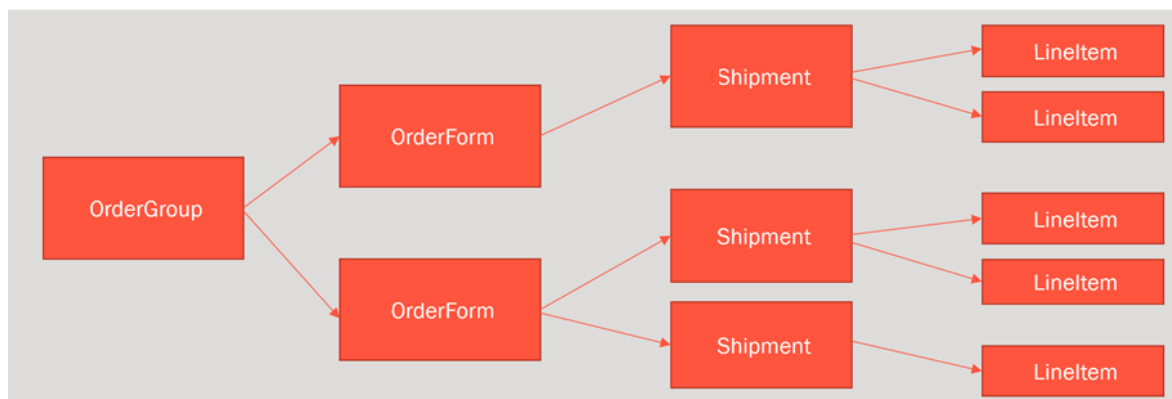 OrderGroup
OrderForm
OrderForm
Shipment
Shipment
Shipment
LineItem
LineItem
LineItem
LineItem
LineItem